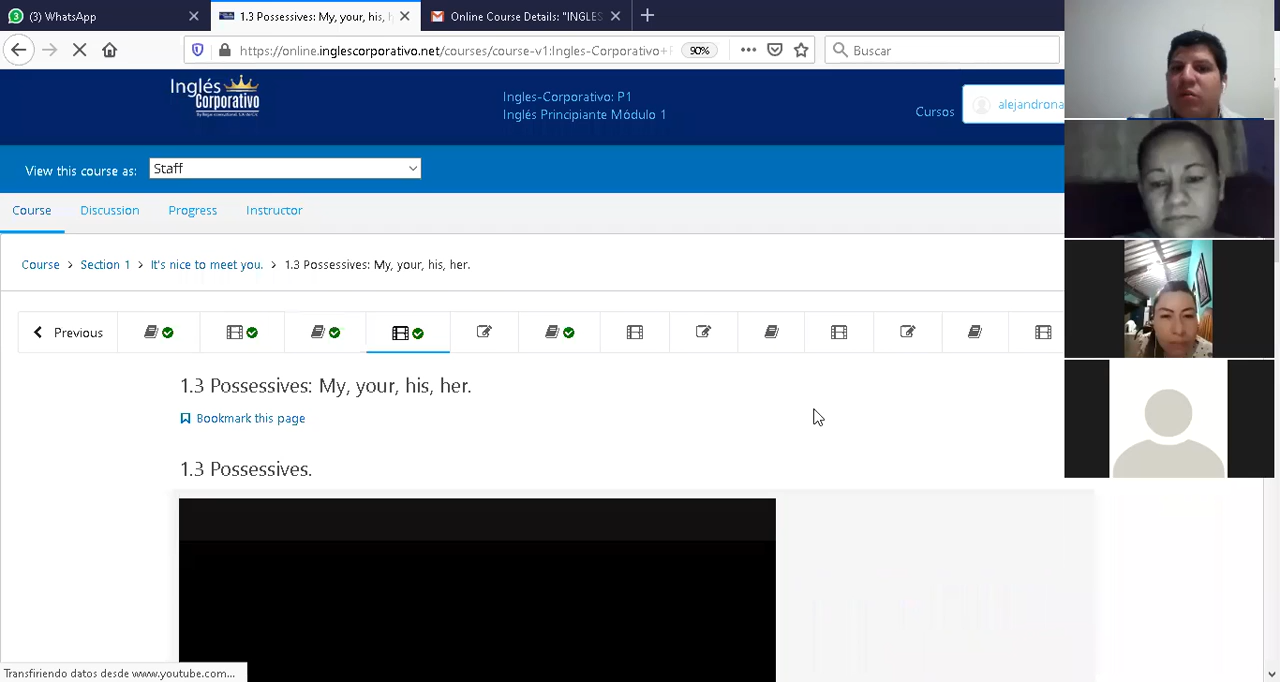 (3) WhatsApp
1.3 Possessives: My, your, his, h
Online Course Details: "INGLES
https://online.inglescorporativo.net/courses/course-v1:Ingles-Corporativo+
90%
Buscar
Inglés
Corporativo
Ingles-Corporativo: P1
Inglés Principiante Módulo 1
Cursos
alejandrona
View this course as:
Staff
Course
Discussion
Progress
Instructor
Course > Section 1 > It's nice to meet you. > 1.3 Possessives: My, your, his, her.
Previous
1.3 Possessives: My, your, his, her.
Bookmark this page
1.3 Possessives.
Transfiriendo datos desde www.youtube.com...